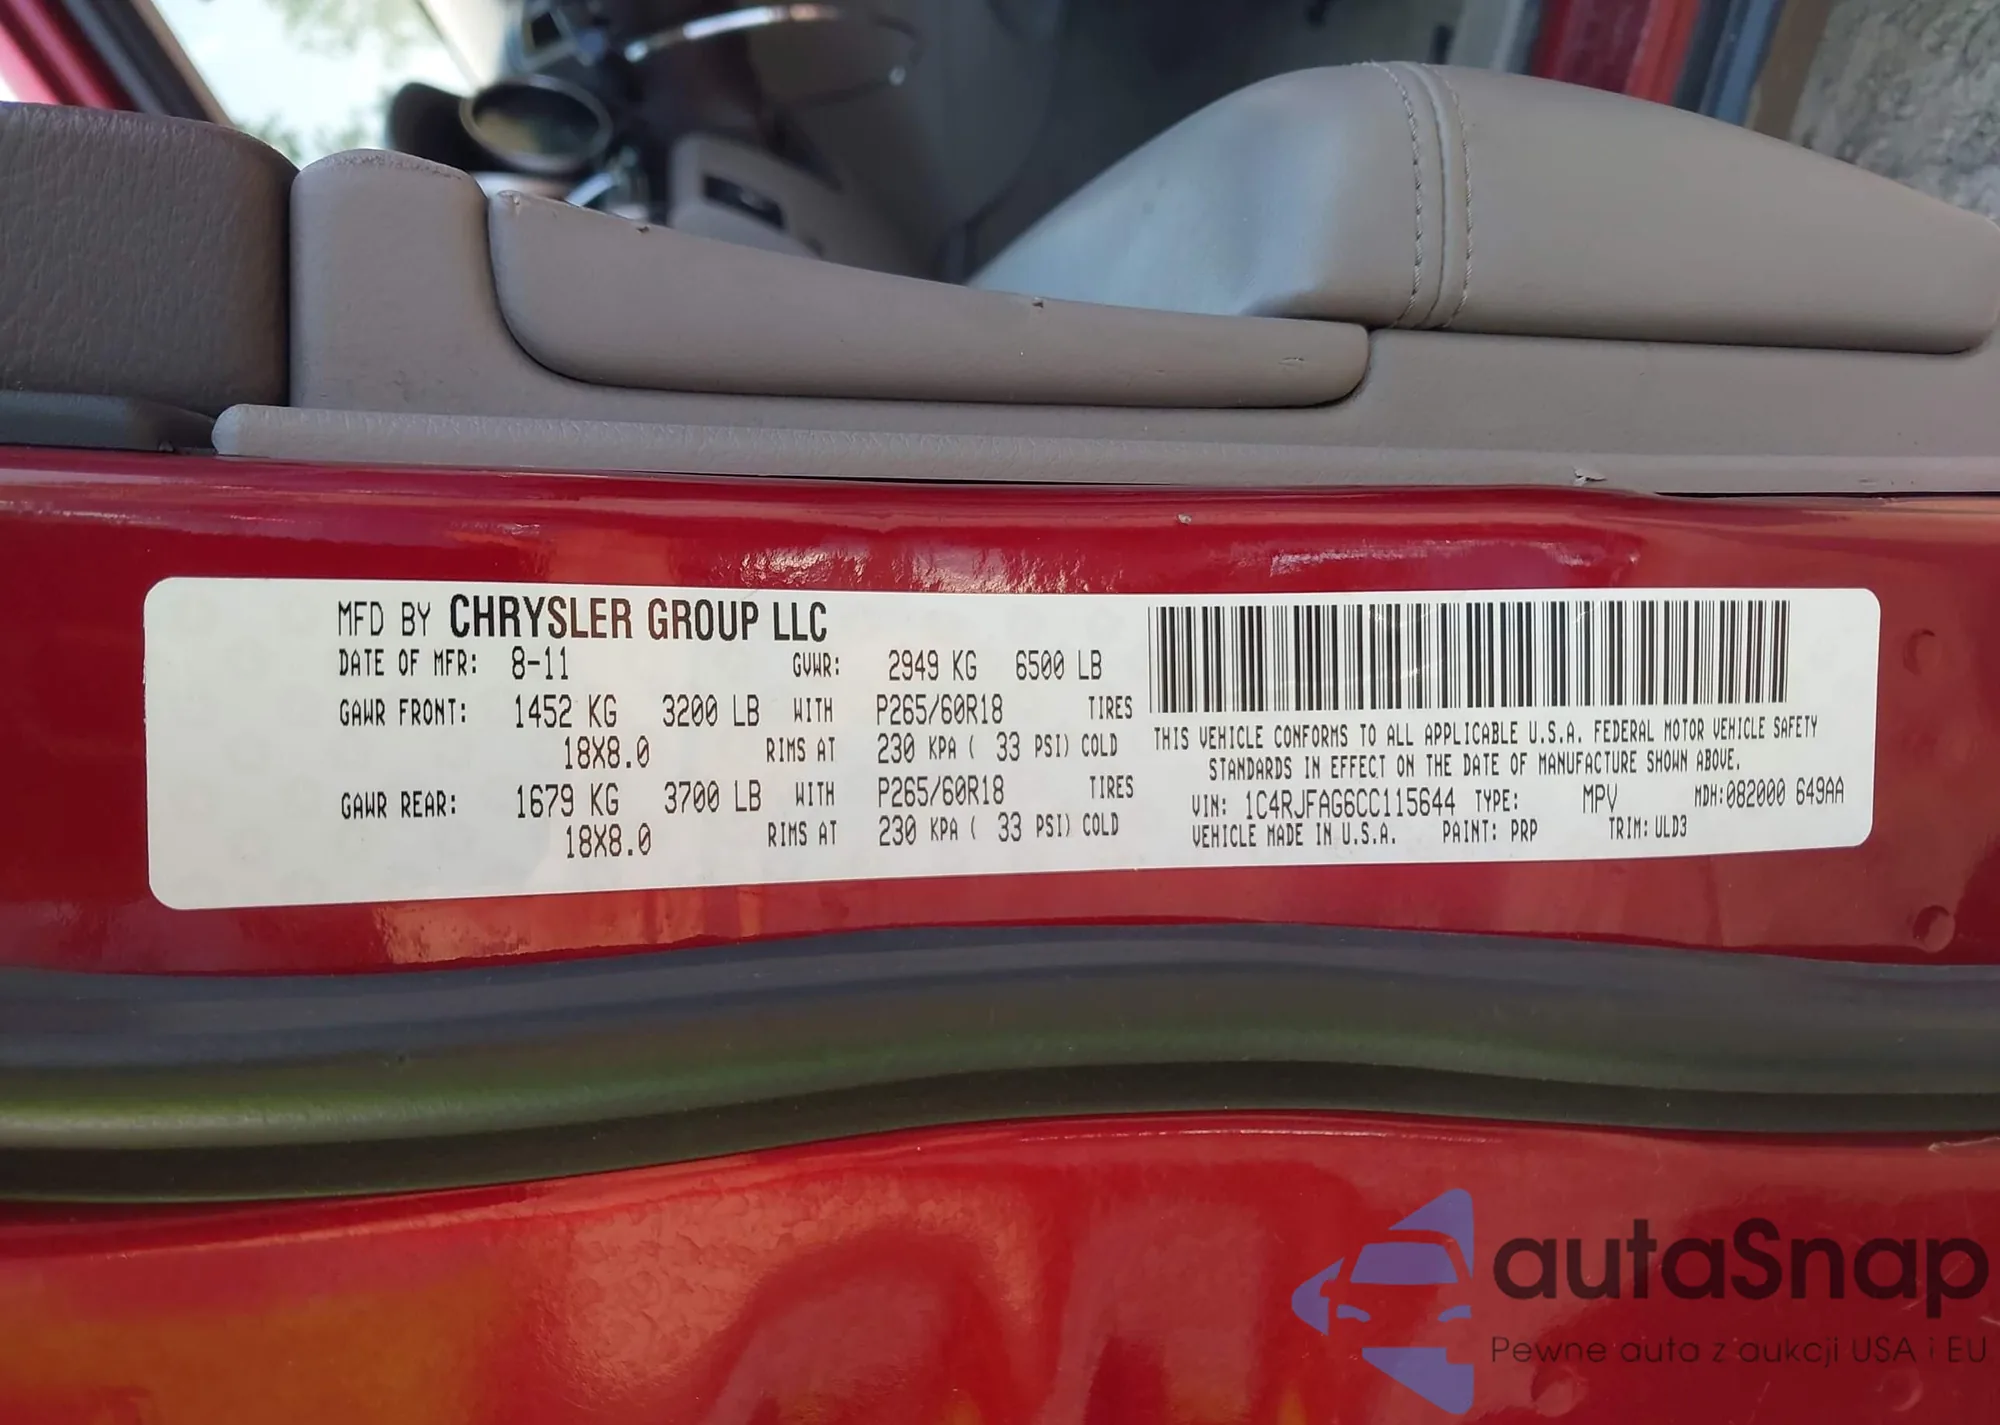 MFD BY CHRYSLER GROUP LLC
DATE OF MFR: 8-11 GVWR: 2949 KG 6500 LB
GAWR FRONT: 1452 KG 3200 LB WITH P265/60R18 TIRES
18X8.0 RIMS AT 230 KPA ( 33 PSI) COLD
GAWR REAR: 1679 KG 3700 LB WITH P265/60R18 TIRES
18X8.0 RIMS AT 230 KPA ( 33 PSI) COLD
THIS VEHICLE CONFORMS TO ALL APPLICABLE U.S.A. FEDERAL MOTOR VEHICLE SAFETY
STANDARDS IN EFFECT ON THE DATE OF MANUFACTURE SHOWN ABOVE.
VIN: 1C4RJFAG6CC115644 TYPE: MPV MDH:082000 649AA
VEHICLE MADE IN U.S.A. PAINT: PRP TRIM: ULD3
autaSnap
Pewne auta z aukcji USA i EU